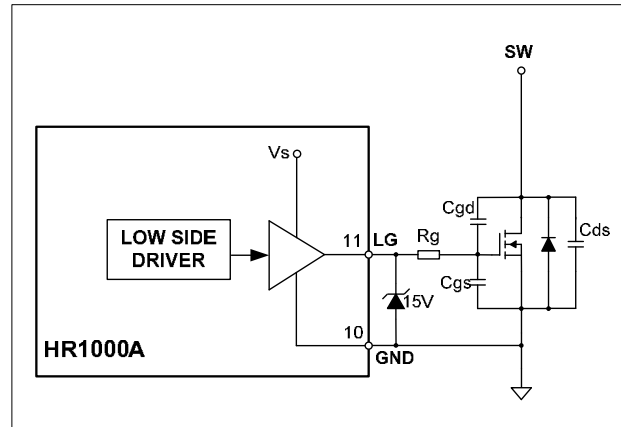 SW
Vs
Cgd
LOW SIDE
DRIVER
11
LG
Rg
Cds
Cgs
15V
10
GND
HR1000A